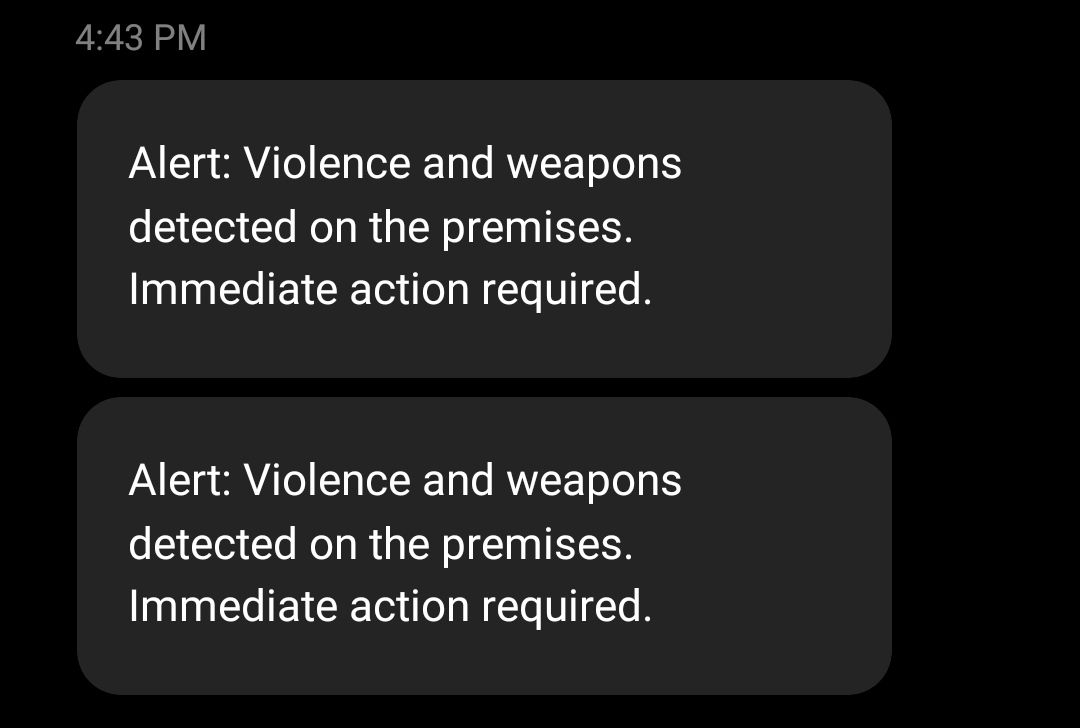 4:43 PM
Alert: Violence and weapons
detected on the premises.
Immediate action required.
Alert: Violence and weapons
detected on the premises.
Immediate action required.